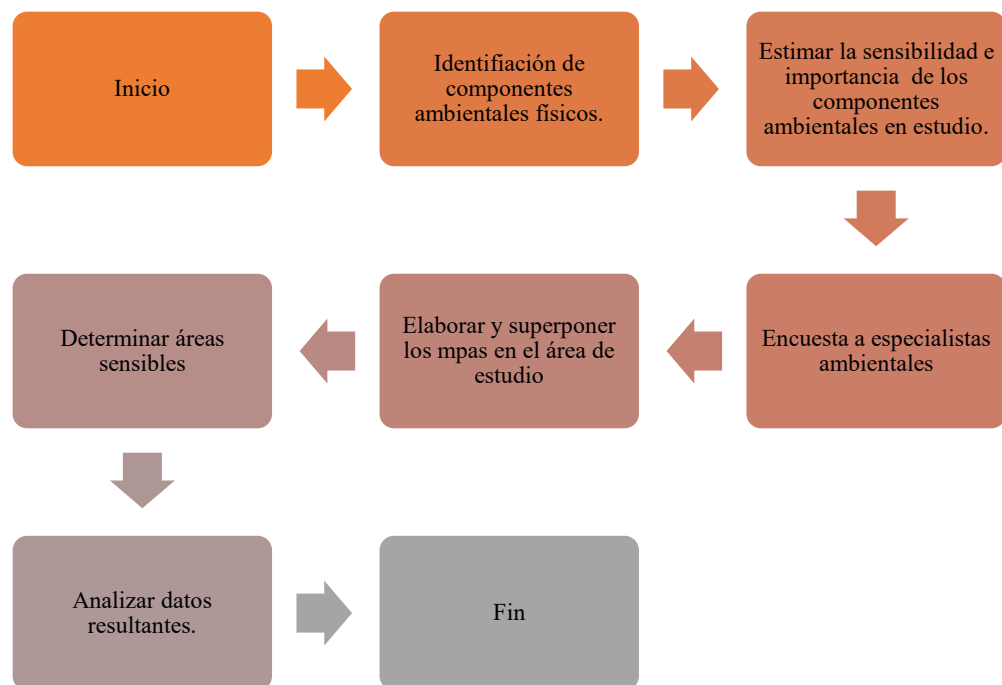 Inicio
Identifiación de
componentes
ambientales físicos.
Estimar la sensibilidad e
importancia de los
componentes
ambientales en estudio.
Encuesta a especialistas
ambientales
Elaborar y superponer
los mpas en el área de
estudio
Determinar áreas
sensibles
Analizar datos
resultantes.
Fin